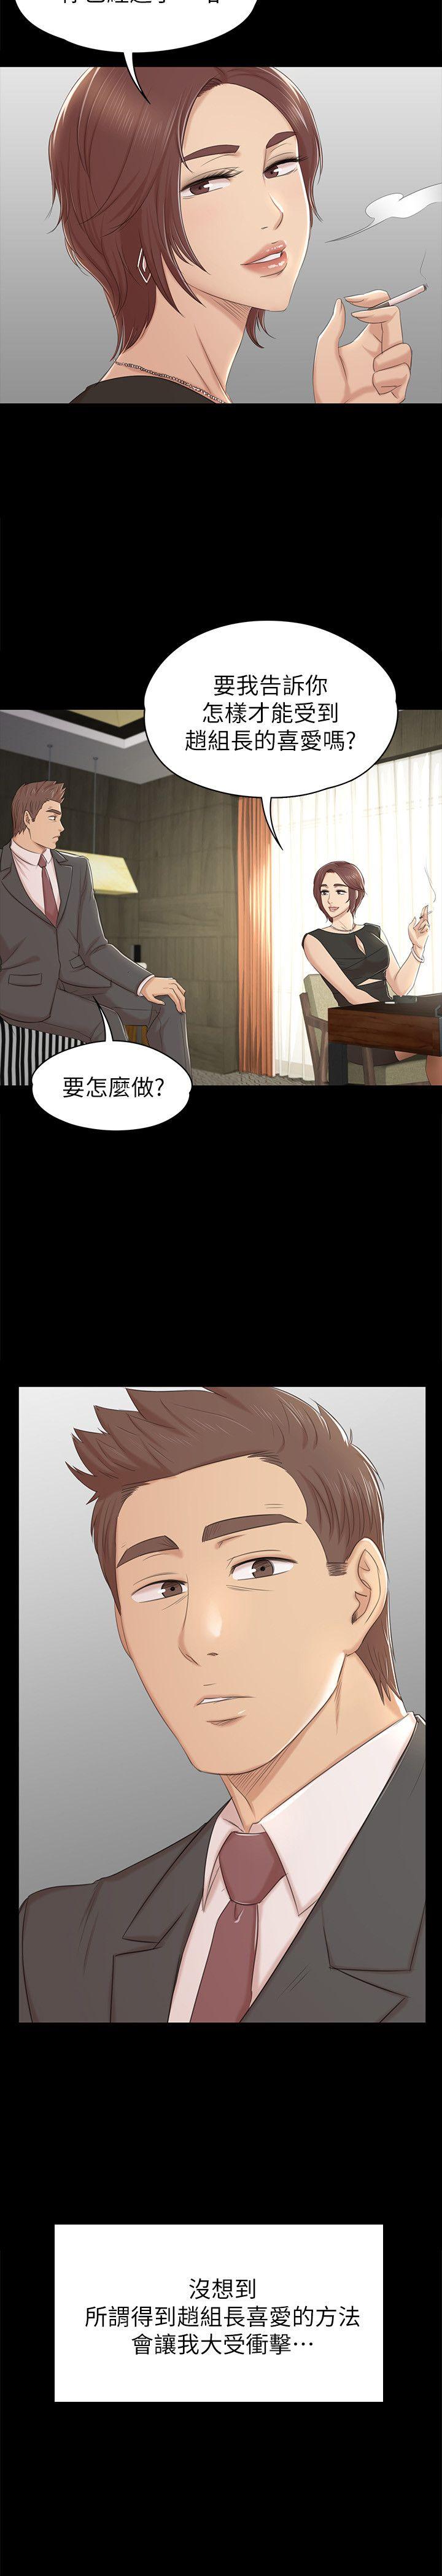 要我告訴你
怎樣才能受到
趙組長的喜愛嗎?
要怎麼做?
沒想到
所謂得到趙組長喜愛的方法
會讓我大受衝擊…